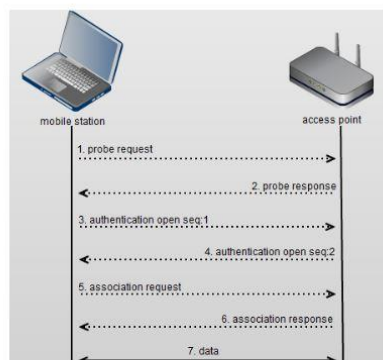 mobile station
access point
1. probe request
2. probe response
3. authentication open seq:1
4. authentication open seq:2
5. association request
6. association response
7. data